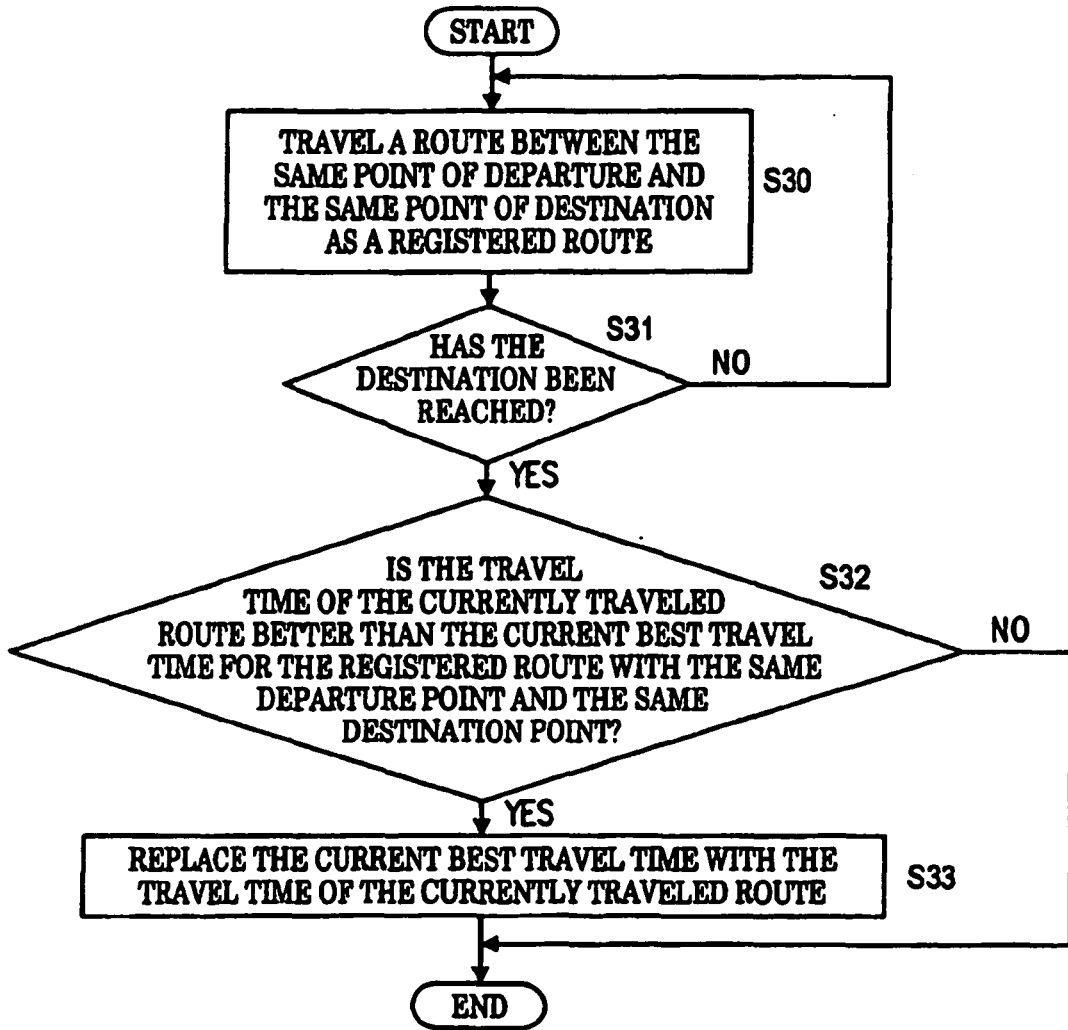 START
TRAVEL A ROUTE BETWEEN THE
SAME POINT OF DEPARTURE AND
THE SAME POINT OF DESTINATION
AS A REGISTERED ROUTE
S30
HAS THE
DESTINATION BEEN
REACHED?
S31
NO
YES
IS THE TRAVEL
TIME OF THE CURRENTLY TRAVELED
ROUTE BETTER THAN THE CURRENT BEST TRAVEL
TIME FOR THE REGISTERED ROUTE WITH THE SAME
DEPARTURE POINT AND THE SAME
DESTINATION POINT?
S32
NO
YES
REPLACE THE CURRENT BEST TRAVEL TIME WITH THE
TRAVEL TIME OF THE CURRENTLY TRAVELED ROUTE
S33
END